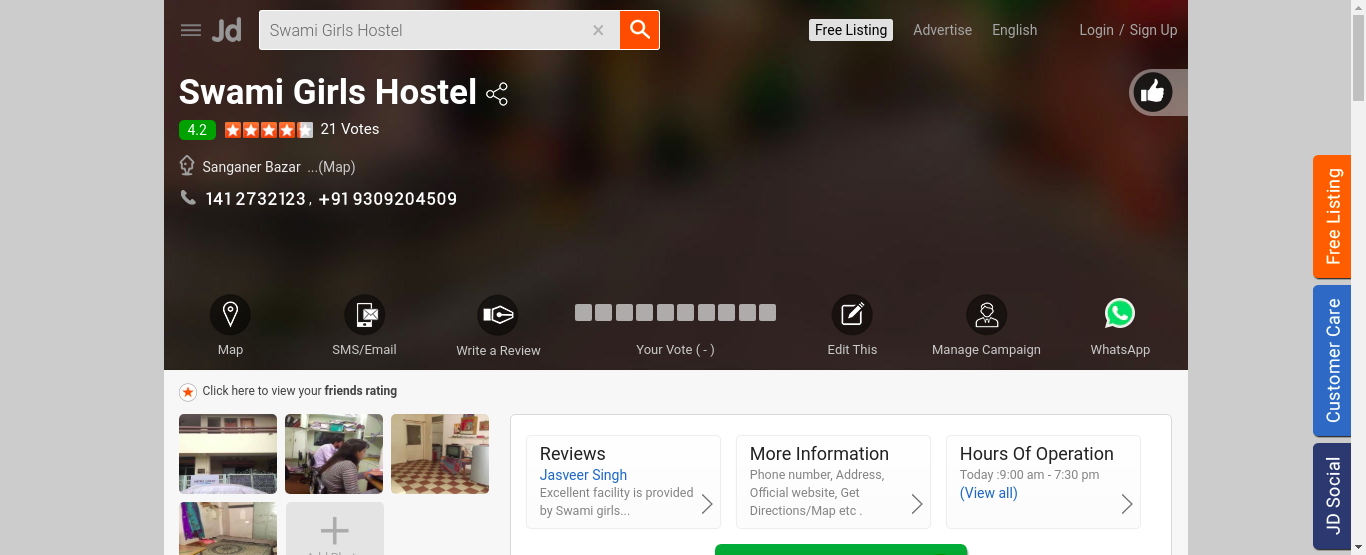 Jd
Swami Girls Hostel ×
Free Listing
Advertise
English
Login / Sign Up
Swami Girls Hostel
4.2 21 Votes
Sanganer Bazar ...(Map)
141 2732123 , +91 9309204509
Map
SMS/Email
Write a Review
Your Vote ( - )
Edit This
Manage Campaign
WhatsApp
Click here to view your friends rating
Reviews
Jasveer Singh
Excellent facility is provided
by Swami girls...
More Information
Phone number, Address,
Official website, Get
Directions/Map etc .
Hours Of Operation
Today :9:00 am - 7:30 pm
(View all)
Free Listing
Customer Care
JD Social